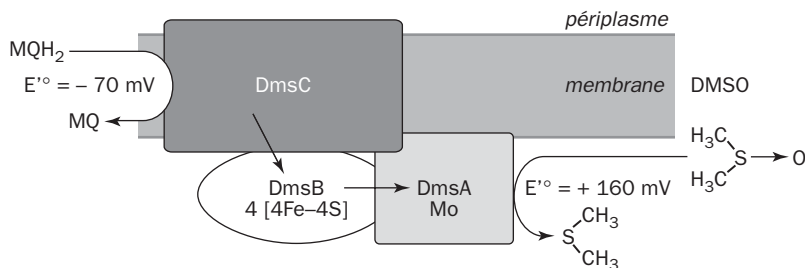 périplasme
MQH2
E'° = – 70 mV
MQ
DmsC
membrane
DMSO
H3C
S
O
H3C
DmsB
4 [4Fe–4S]
DmsA
Mo
E'° = + 160 mV
CH3
S
CH3